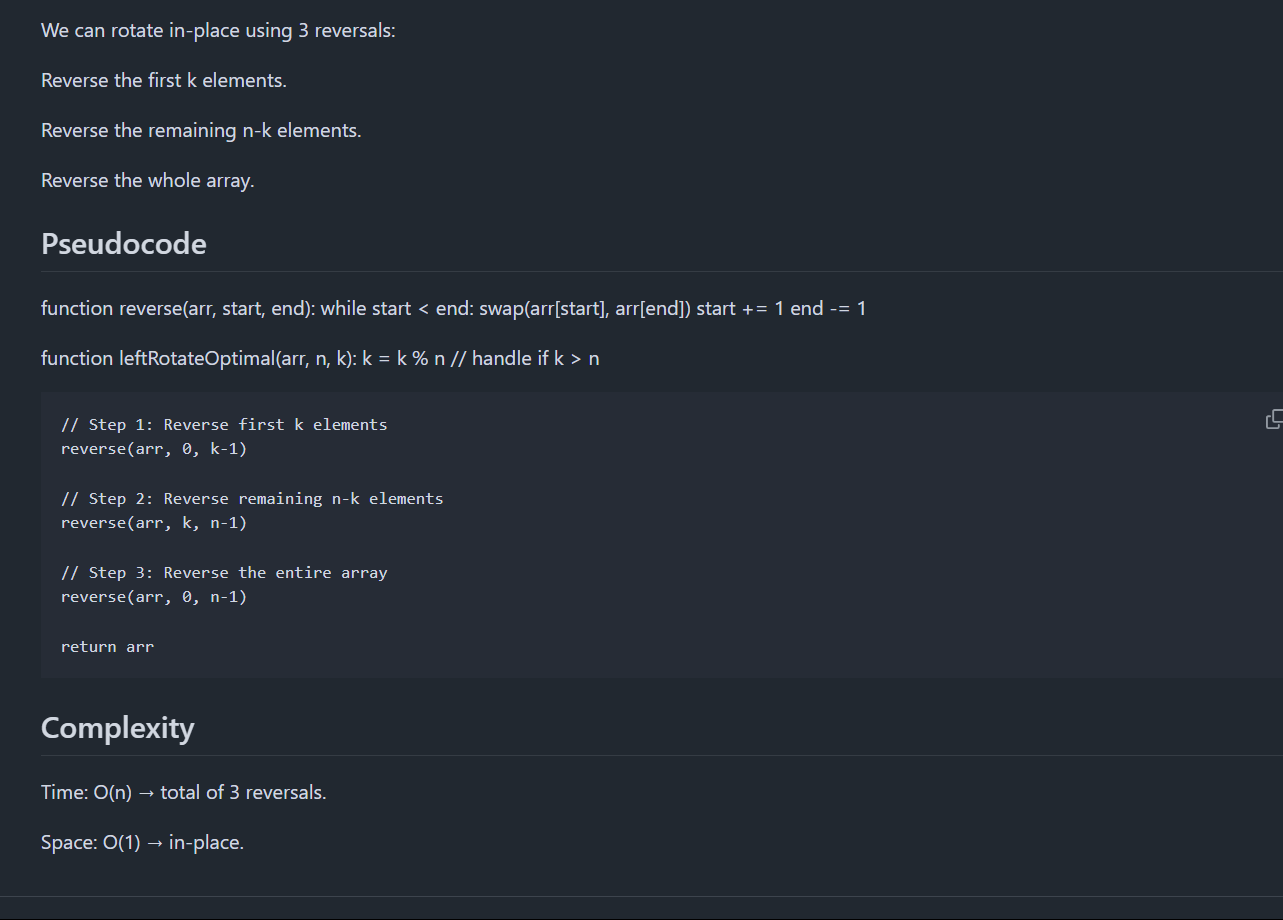 We can rotate in-place using 3 reversals:
Reverse the first k elements.
Reverse the remaining n-k elements.
Reverse the whole array.
Pseudocode
function reverse(arr, start, end): while start < end: swap(arr[start], arr[end]) start += 1 end -= 1
function leftRotateOptimal(arr, n, k): k = k % n // handle if k > n
// Step 1: Reverse first k elements
reverse(arr, 0, k-1)
// Step 2: Reverse remaining n-k elements
reverse(arr, k, n-1)
// Step 3: Reverse the entire array
reverse(arr, 0, n-1)
return arr
Complexity
Time: O(n) → total of 3 reversals.
Space: O(1) → in-place.